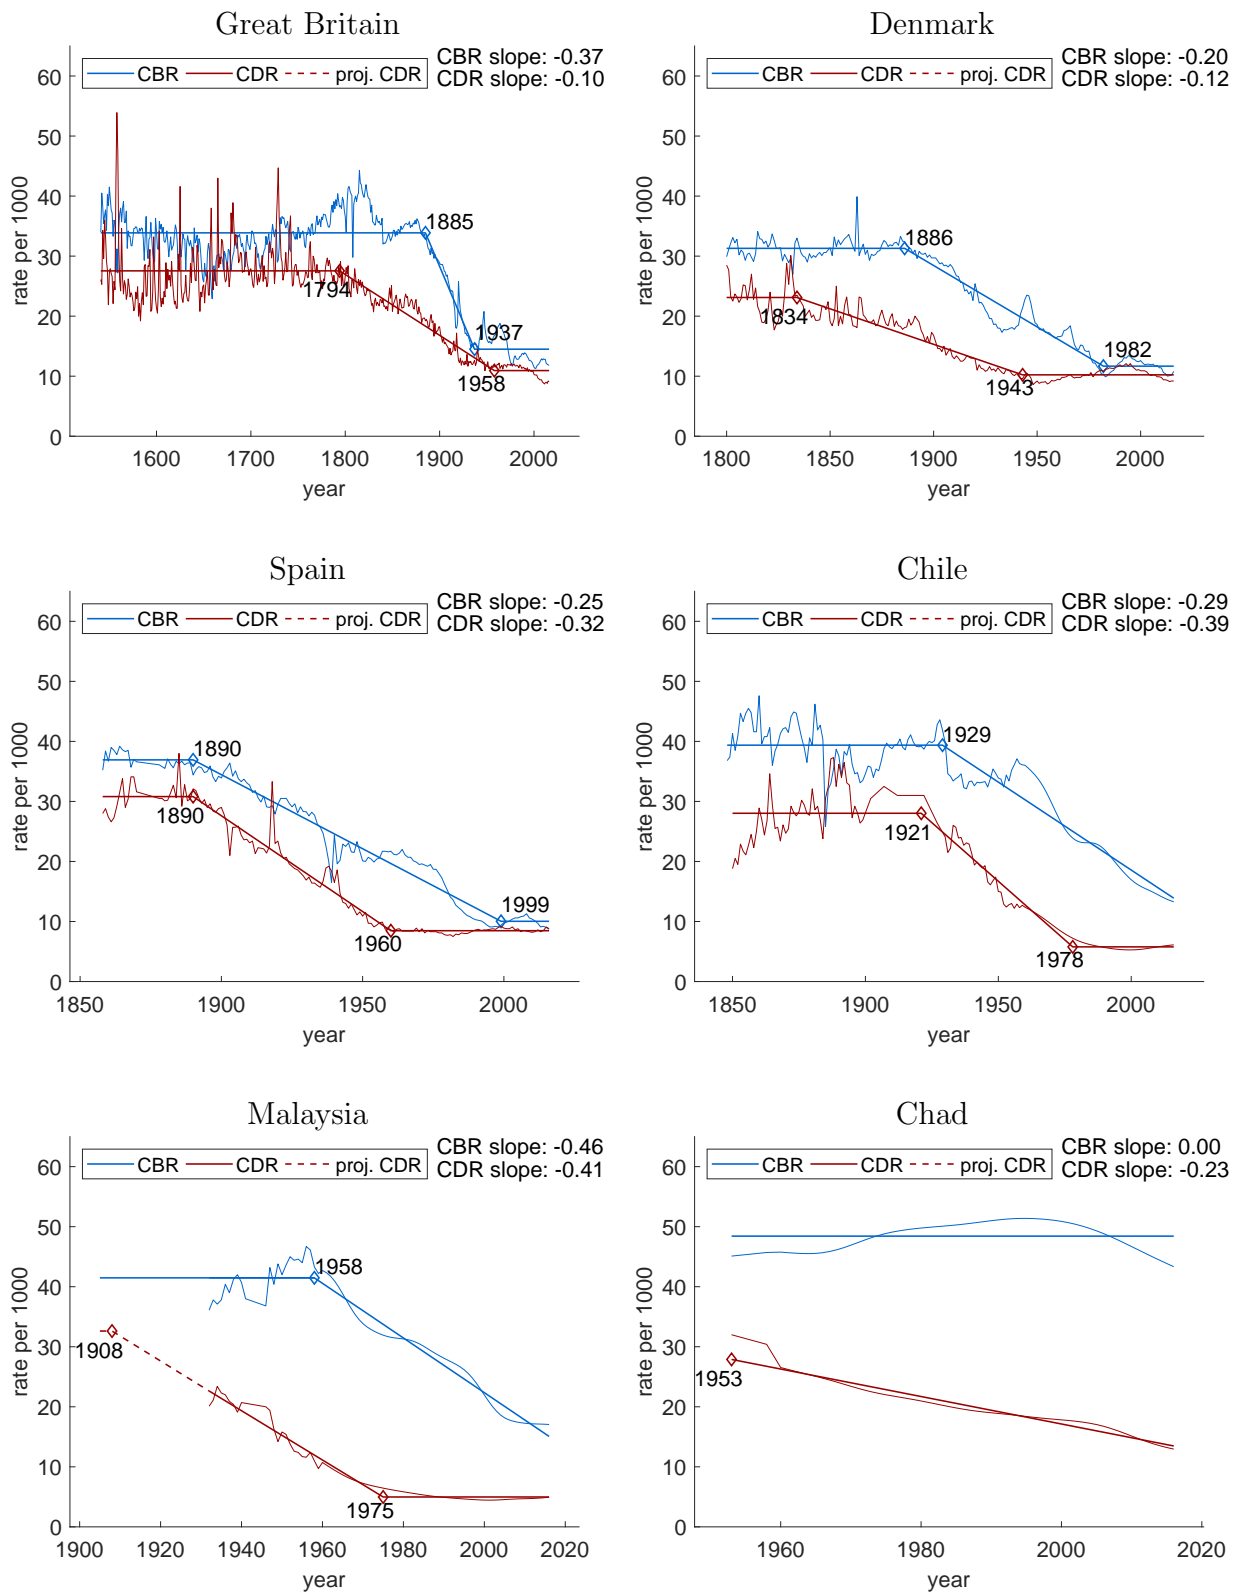 Great Britain
CBR CDR proj. CDR
CBR slope: -0.37
CDR slope: -0.10
60
50
40
30
20
10
0
rate per 1000
1885
1794
1937
1958
1600 1700 1800 1900 2000
year
Denmark
CBR CDR proj. CDR
CBR slope: -0.20
CDR slope: -0.12
60
50
40
30
20
10
0
rate per 1000
1886
1834
1982
1943
1800 1850 1900 1950 2000
year
Spain
CBR CDR proj. CDR
CBR slope: -0.25
CDR slope: -0.32
60
50
40
30
20
10
0
rate per 1000
1890
1890
1999
1960
1850 1900 1950 2000
year
Chile
CBR CDR proj. CDR
CBR slope: -0.29
CDR slope: -0.39
60
50
40
30
20
10
0
rate per 1000
1929
1921
1978
1850 1900 1950 2000
year
Malaysia
CBR CDR proj. CDR
CBR slope: -0.46
CDR slope: -0.41
60
50
40
30
20
10
0
rate per 1000
1958
1908
1975
1900 1920 1940 1960 1980 2000 2020
year
Chad
CBR CDR proj. CDR
CBR slope: 0.00
CDR slope: -0.23
60
50
40
30
20
10
0
rate per 1000
1953
1960 1980 2000 2020
year